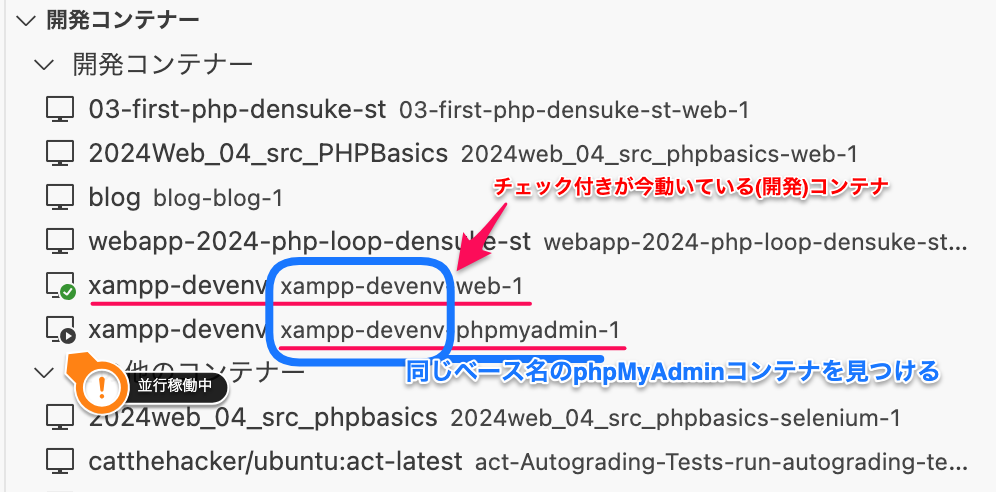 開発コンテナー
開発コンテナー
03-first-php-densuke-st 03-first-php-densuke-st-web-1
2024Web_04_src_PHPBasics 2024web_04_src_phpbasics-web-1
チェック付きが今動いている(開発)コンテナ
blog blog-blog-1
webapp-2024-php-loop-densuke-st webapp-2024-php-loop-densuke-st...
xampp-devenv xampp-devenv-web-1
xampp-devenv xampp-devenv-phpmyadmin-1
他のコンテナー
同じベース名のphpMyAdminコンテナを見つける
並行稼働中
2024web_04_src_phpbasics 2024web_04_src_phpbasics-selenium-1
catthehacker/ubuntu:act-latest act-Autograding-Tests-run-autograding-te...